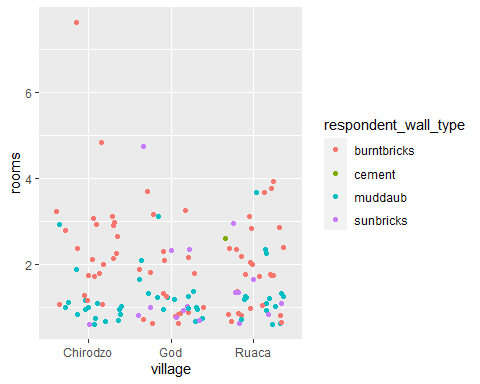 6
4
2
rooms
Chirodzo
God
Ruaca
village
respondent_wall_type
burntbricks
cement
muddaub
sunbricks